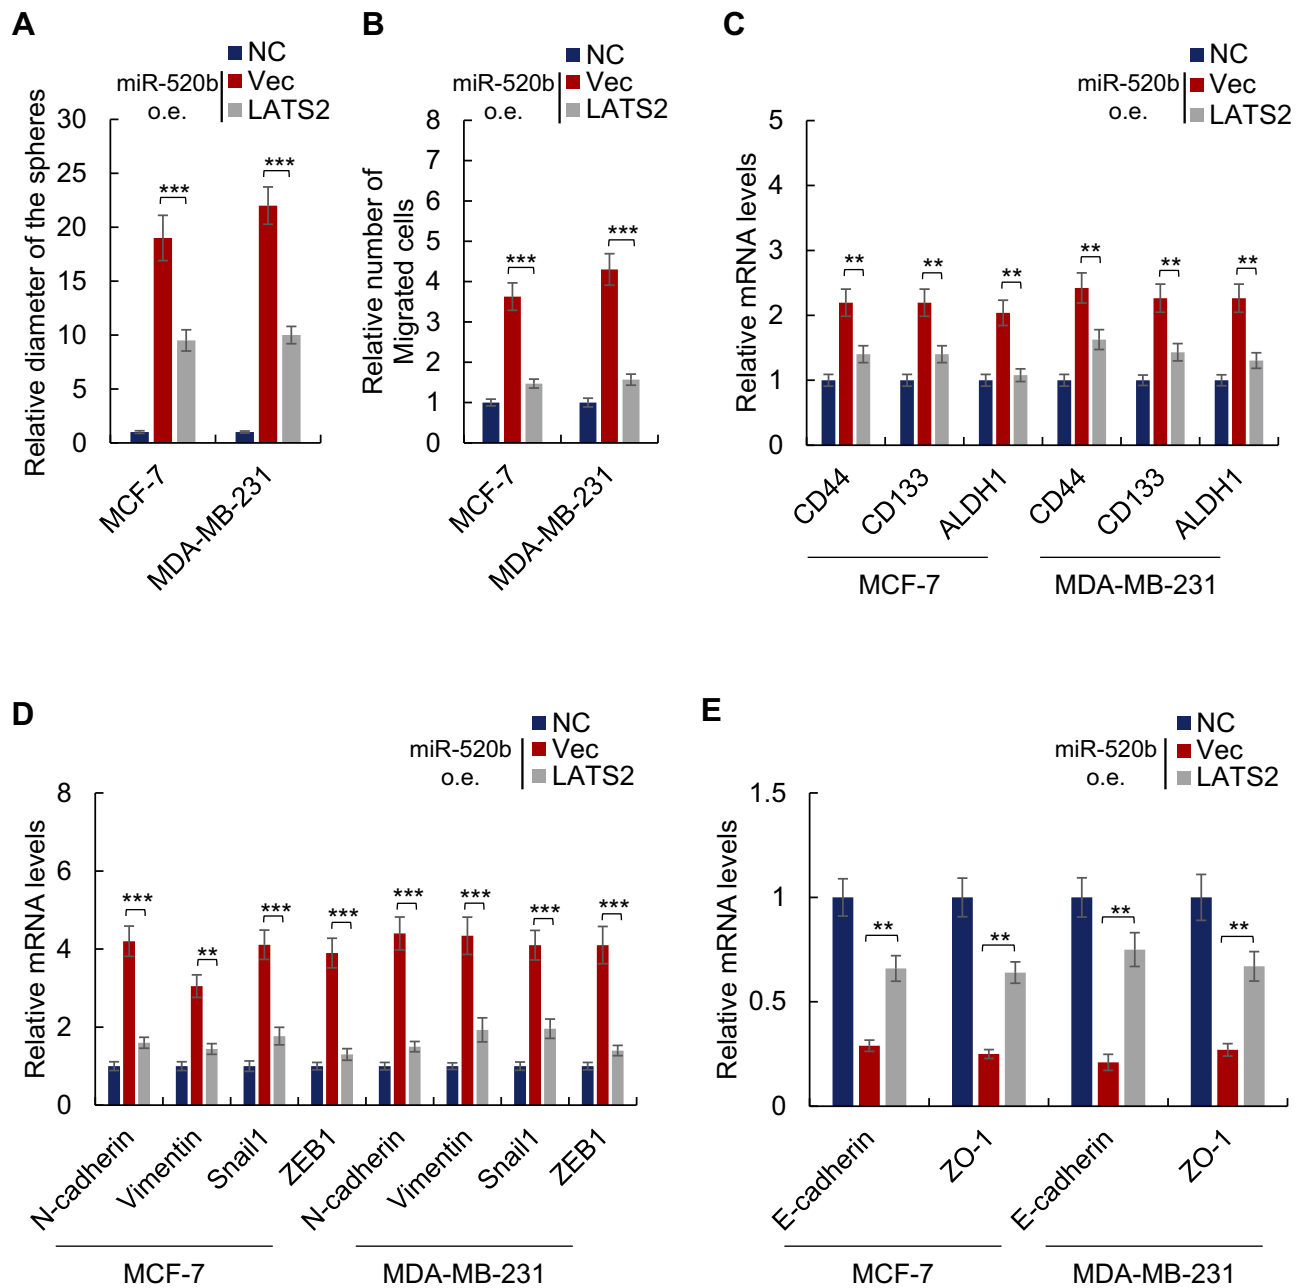 A
NC
miR-520b
o.e.
Vec
LATS2
Relative diameter of the spheres
30
25
20
15
10
5
0
***
***
MCF-7
MDA-MB-231
B
NC
miR-520b
o.e.
Vec
LATS2
Relative number of
Migrated cells
8
7
6
5
4
3
2
1
0
***
***
MCF-7
MDA-MB-231
C
NC
miR-520b
o.e.
Vec
LATS2
Relative mRNA levels
5
4
3
2
1
0
**
**
**
**
**
**
CD44
CD133
ALDH1
CD44
CD133
ALDH1
MCF-7
MDA-MB-231
D
NC
miR-520b
o.e.
Vec
LATS2
Relative mRNA levels
8
6
4
2
0
***
**
***
***
***
***
***
***
N-cadherin
Vimentin
Snail1
ZEB1
N-cadherin
Vimentin
Snail1
ZEB1
MCF-7
MDA-MB-231
E
NC
miR-520b
o.e.
Vec
LATS2
Relative mRNA levels
1.5
1
0.5
0
**
**
**
**
E-cadherin
ZO-1
E-cadherin
ZO-1
MCF-7
MDA-MB-231